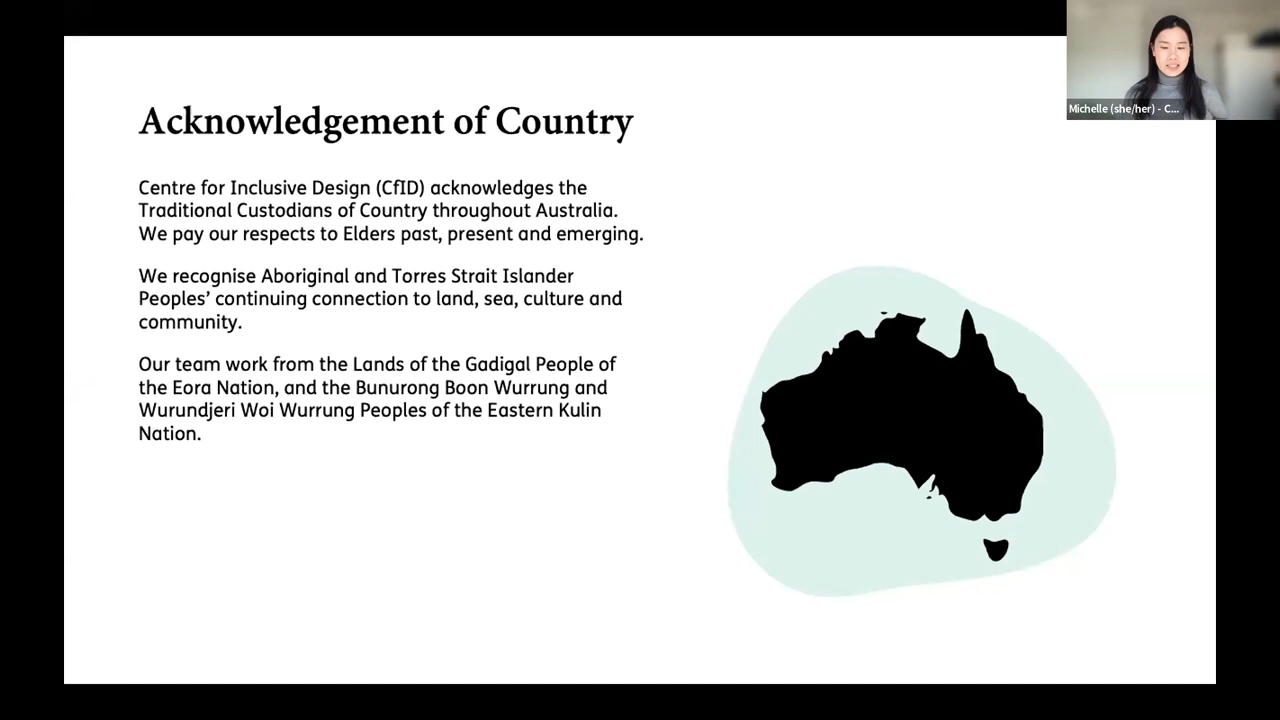 Acknowledgement of Country
Centre for Inclusive Design (CfID) acknowledges the
Traditional Custodians of Country throughout Australia.
We pay our respects to Elders past, present and emerging.
We recognise Aboriginal and Torres Strait Islander
Peoples’ continuing connection to land, sea, culture and
community.
Our team work from the Lands of the Gadigal People of
the Eora Nation, and the Bunurong Boon Wurrung and
Wurundjeri Woi Wurrung Peoples of the Eastern Kulin
Nation.
Michelle (she/her) - C...